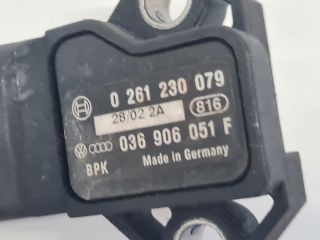 0 261 230 079
28/02 2A 816
036 906 051 F
BPK Made in Germany